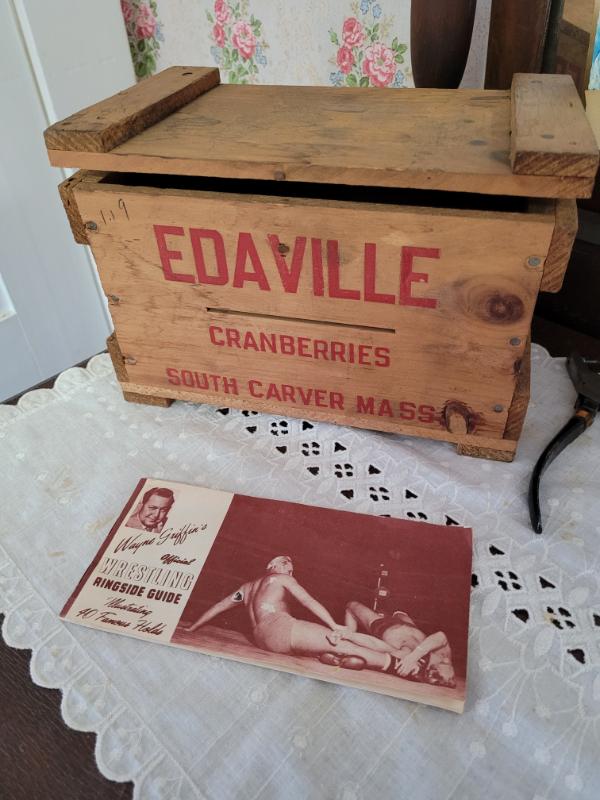 EDAVILLE
CRANBERRIES
SOUTH CARVER MASS
Wayne Griffin's
Official
WRESTLING
RINGSIDE GUIDE
Illustrating
40 Famous Holds